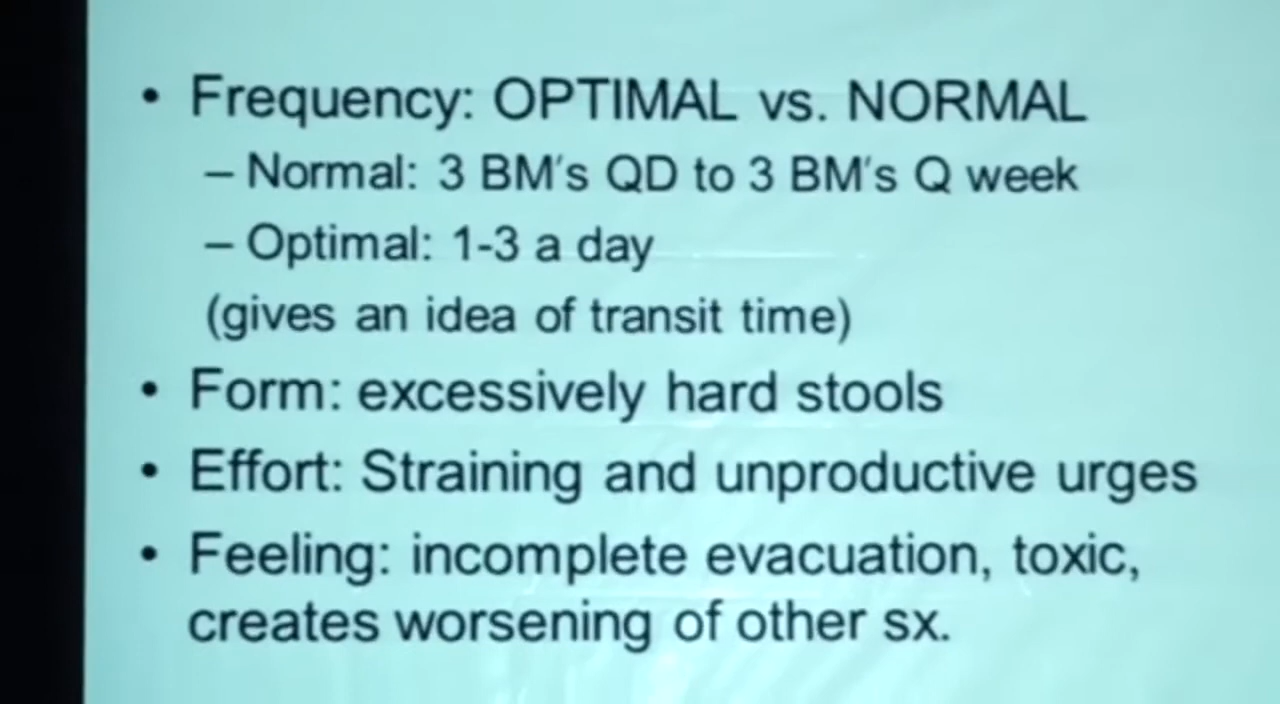 • Frequency: OPTIMAL vs. NORMAL
– Normal: 3 BM's QD to 3 BM's Q week
– Optimal: 1-3 a day
(gives an idea of transit time)
• Form: excessively hard stools
• Effort: Straining and unproductive urges
• Feeling: incomplete evacuation, toxic,
creates worsening of other sx.